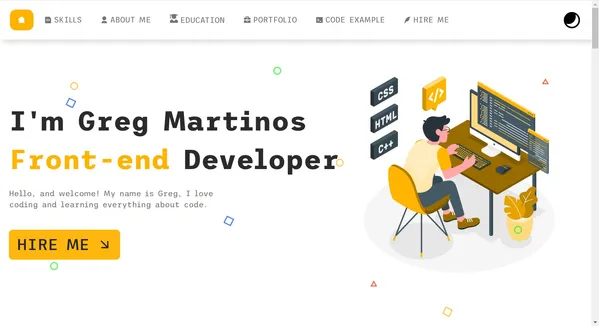 SKILLS ABOUT ME EDUCATION PORTFOLIO CODE EXAMPLE HIRE ME
I'm Greg Martinos
Front-end Developer
Hello, and welcome! My name is Greg, I love
coding and learning everything about code.
HIRE ME
CSS
HTML
C++